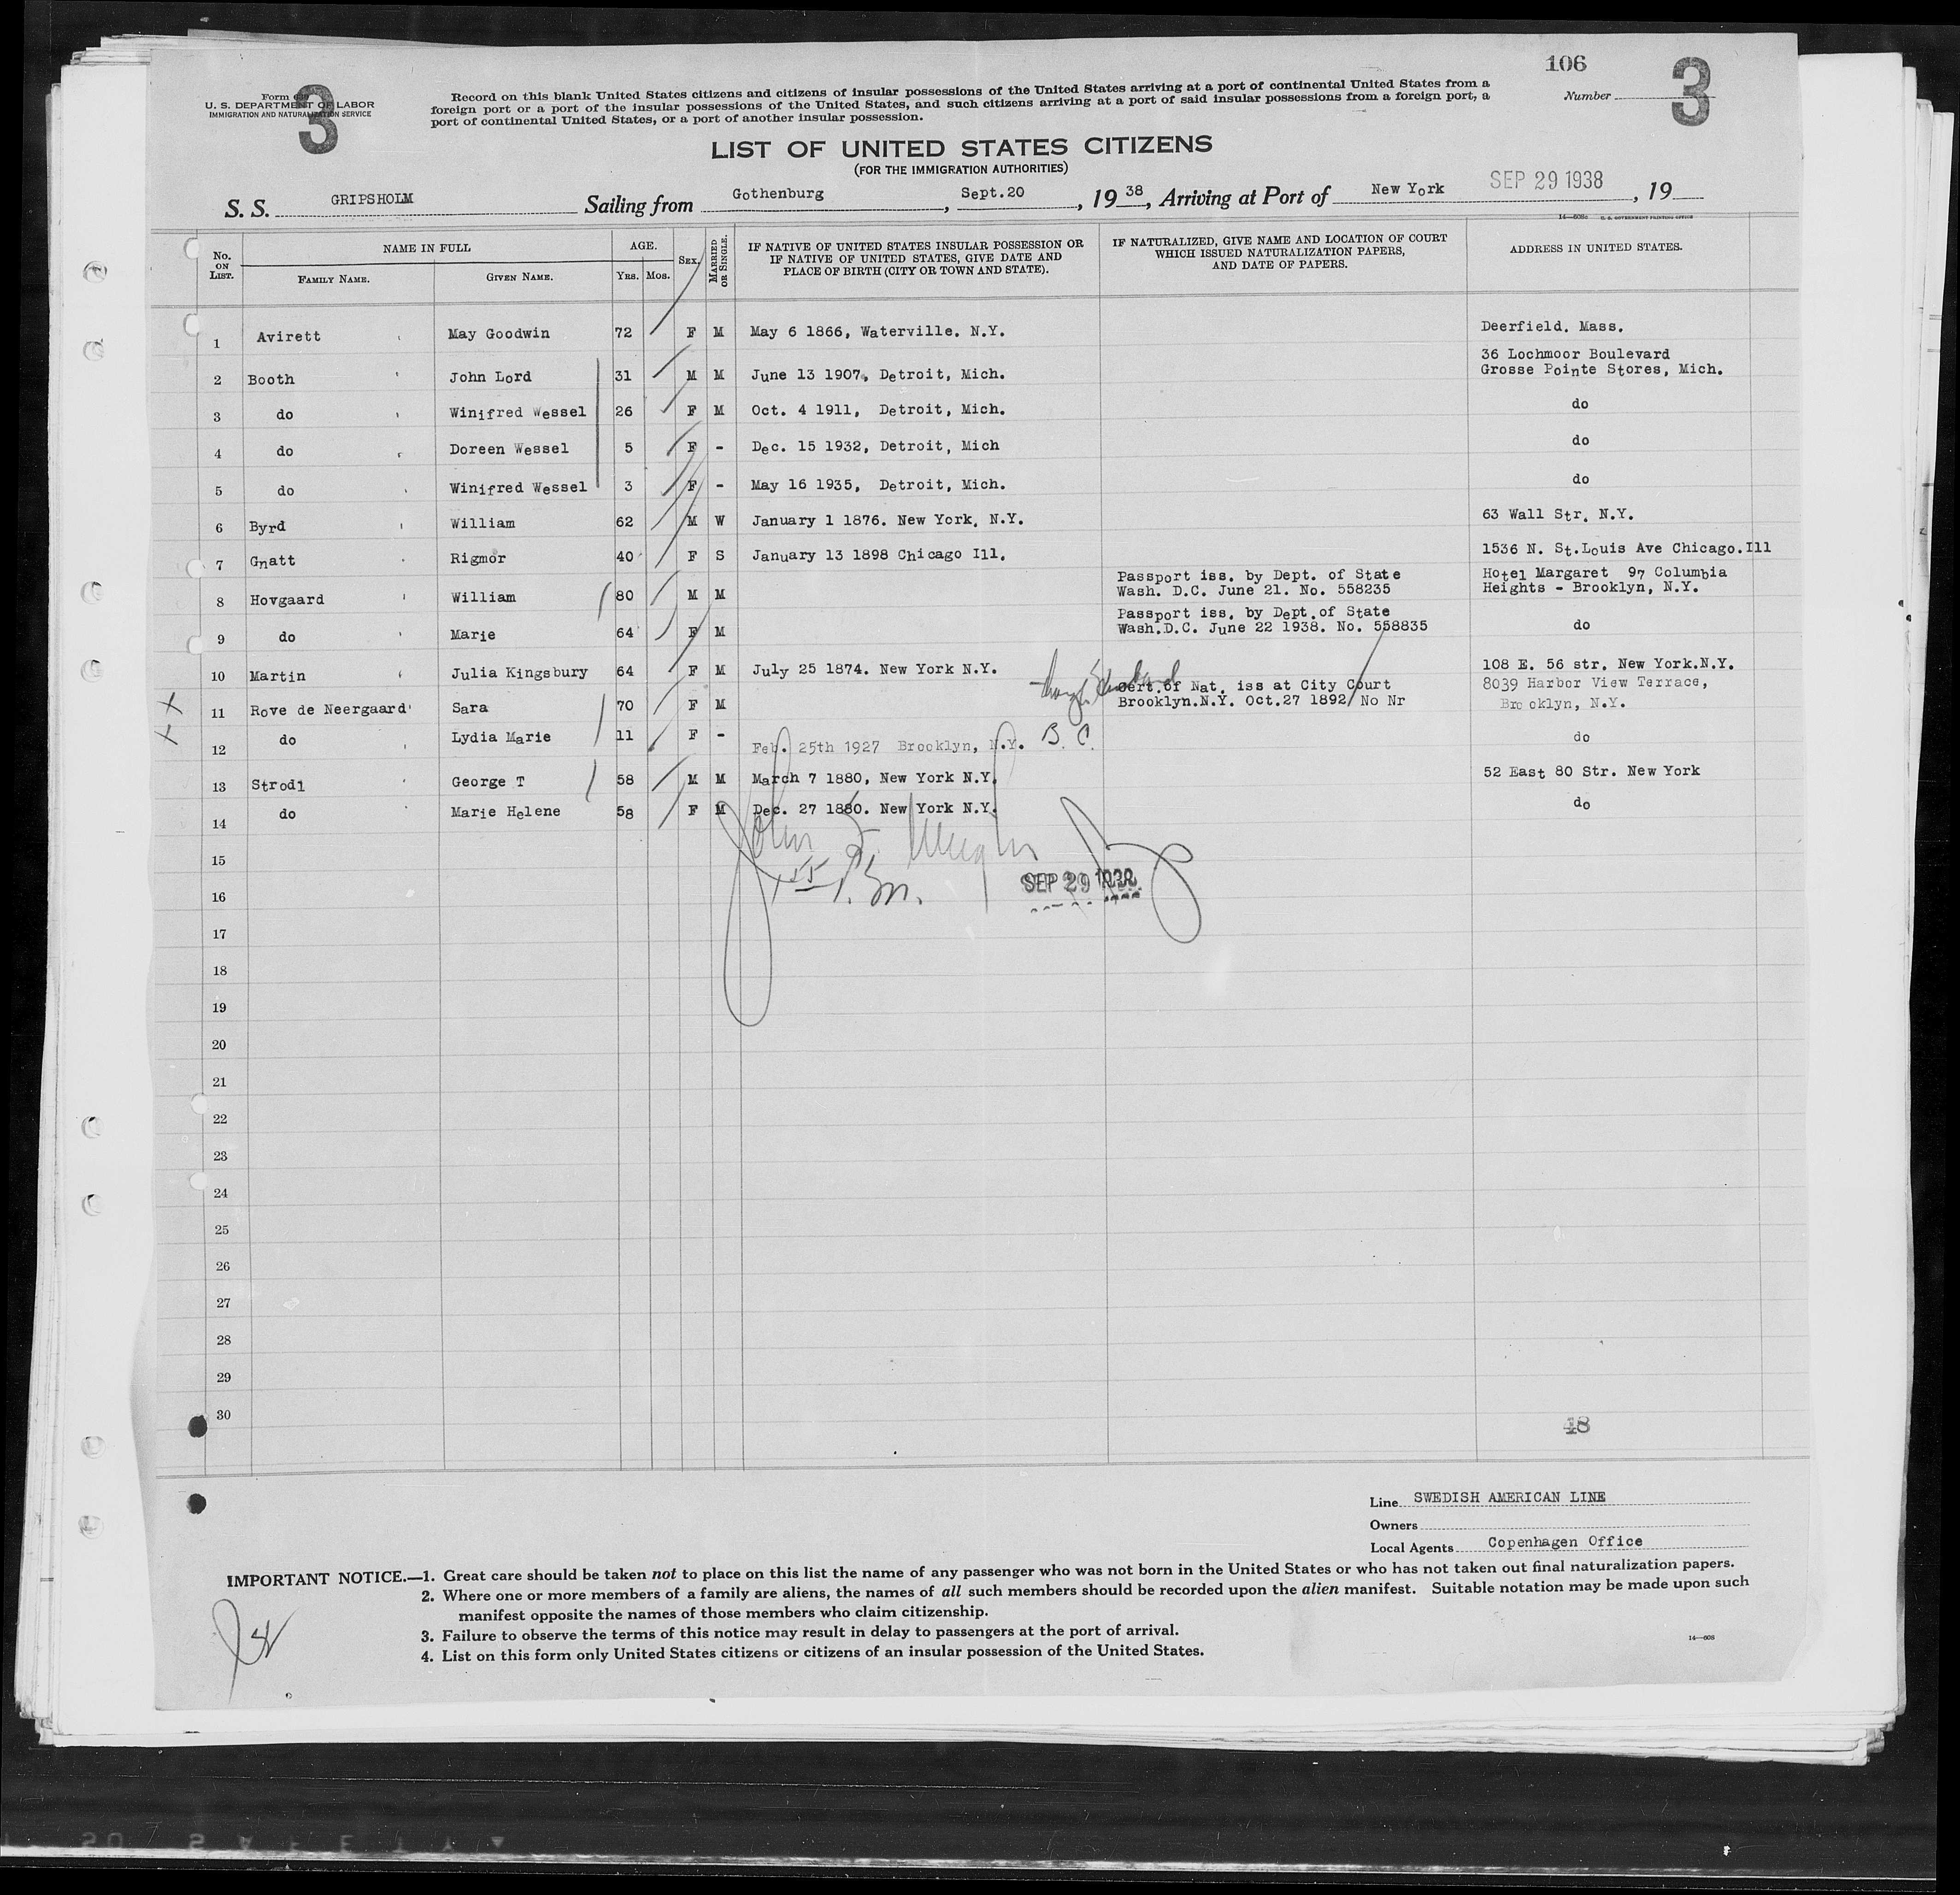 106
3
3
Form
U. S. DEPARTMENT OF LABOR
IMMIGRATION AND NATURALIZATION SERVICE
Record on this blank United States citizens and citizens of insular possessions of the United States arriving at a port of continental United States from a
foreign port or a port of the insular possessions of the United States, and such citizens arriving at a port of said insular possessions from a foreign port, a
port of continental United States, or a port of another insular possession.
Number
LIST OF UNITED STATES CITIZENS
(FOR THE IMMIGRATION AUTHORITIES)
S. S. GRIPSHOLM Sailing from Gothenburg, Sept.20, 1938, Arriving at Port of New York SEP 29 1938, 19
14—608c U. S. GOVERNMENT PRINTING OFFICE
No. ON LIST. NAME IN FULL AGE. SEX. MARRIED OR SINGLE. IF NATIVE OF UNITED STATES INSULAR POSSESSION OR IF NATIVE OF UNITED STATES, GIVE DATE AND PLACE OF BIRTH (CITY OR TOWN AND STATE). IF NATURALIZED, GIVE NAME AND LOCATION OF COURT WHICH ISSUED NATURALIZATION PAPERS, AND DATE OF PAPERS. ADDRESS IN UNITED STATES.
FAMILY NAME. GIVEN NAME. YRS. MOS.
1 Avirett May Goodwin 72 F M May 6 1866, Waterville. N.Y. Deerfield. Mass.
2 Booth John Lord 31 M M June 13 1907, Detroit, Mich. 36 Lochmoor Boulevard Grosse Pointe Stores, Mich.
3 do Winifred Wessel 26 F M Oct. 4 1911, Detroit, Mich. do
4 do Doreen Wessel 5 F - Dec. 15 1932, Detroit, Mich do
5 do Winifred Wessel 3 F - May 16 1935, Detroit, Mich. do
6 Byrd William 62 M W January 1 1876. New York, N.Y. 63 Wall Str. N.Y.
7 Gnatt Rigmor 40 F S January 13 1898 Chicago Ill. 1536 N. St.Louis Ave Chicago.Ill
8 Hovgaard William 80 M M Passport iss. by Dept. of State Wash. D.C. June 21. No. 558235 Hotel Margaret 97 Columbia Heights - Brooklyn, N.Y.
9 do Marie 64 F M Passport iss. by Dept.of State Wash.D.C. June 22 1938. No. 558835 do
10 Martin Julia Kingsbury 64 F M July 25 1874. New York N.Y. 108 E. 56 str. New York.N.Y.
11 Rove de Neergaard Sara 70 F M Cert.of Nat. iss at City Court Brooklyn.N.Y. Oct.27 1892 No Nr 8039 Harbor View Terrace, Brooklyn, N.Y.
12 do Lydia Marie 11 F - Feb. 25th 1927 Brooklyn, N.Y. B.C. do
13 Strodl George T 58 M M March 7 1880, New York N.Y. 52 East 80 Str. New York
14 do Marie Helene 58 F M Dec. 27 1880. New York N.Y. do
15
16 SEP 29 1938
17
18
19
20
21
22
23
24
25
26
27
28
29
30
48
Line SWEDISH AMERICAN LINE
Owners
Local Agents Copenhagen Office
IMPORTANT NOTICE.—1. Great care should be taken not to place on this list the name of any passenger who was not born in the United States or who has not taken out final naturalization papers.
2. Where one or more members of a family are aliens, the names of all such members should be recorded upon the alien manifest. Suitable notation may be made upon such
manifest opposite the names of those members who claim citizenship.
3. Failure to observe the terms of this notice may result in delay to passengers at the port of arrival.
4. List on this form only United States citizens or citizens of an insular possession of the United States.
14—608